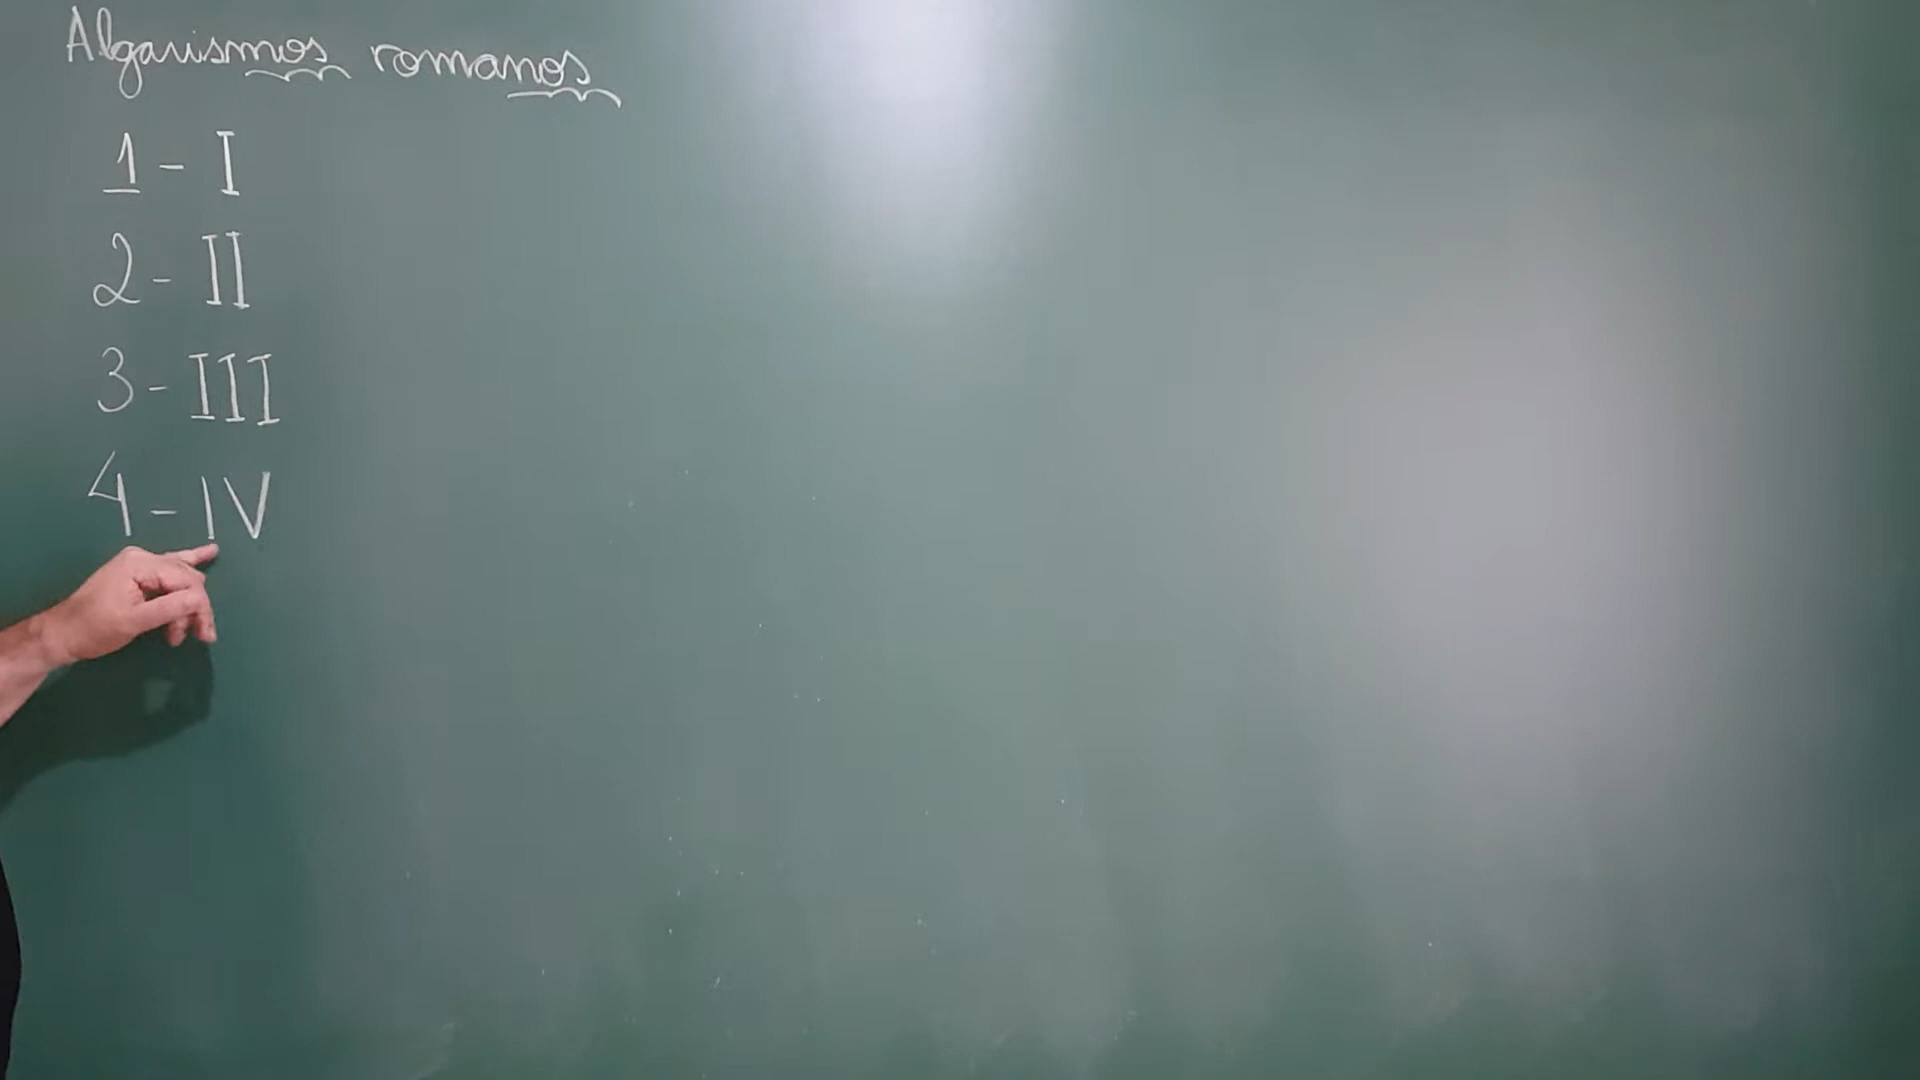 Algarismos romanos
1 - I
2 - II
3 - III
4 - IV